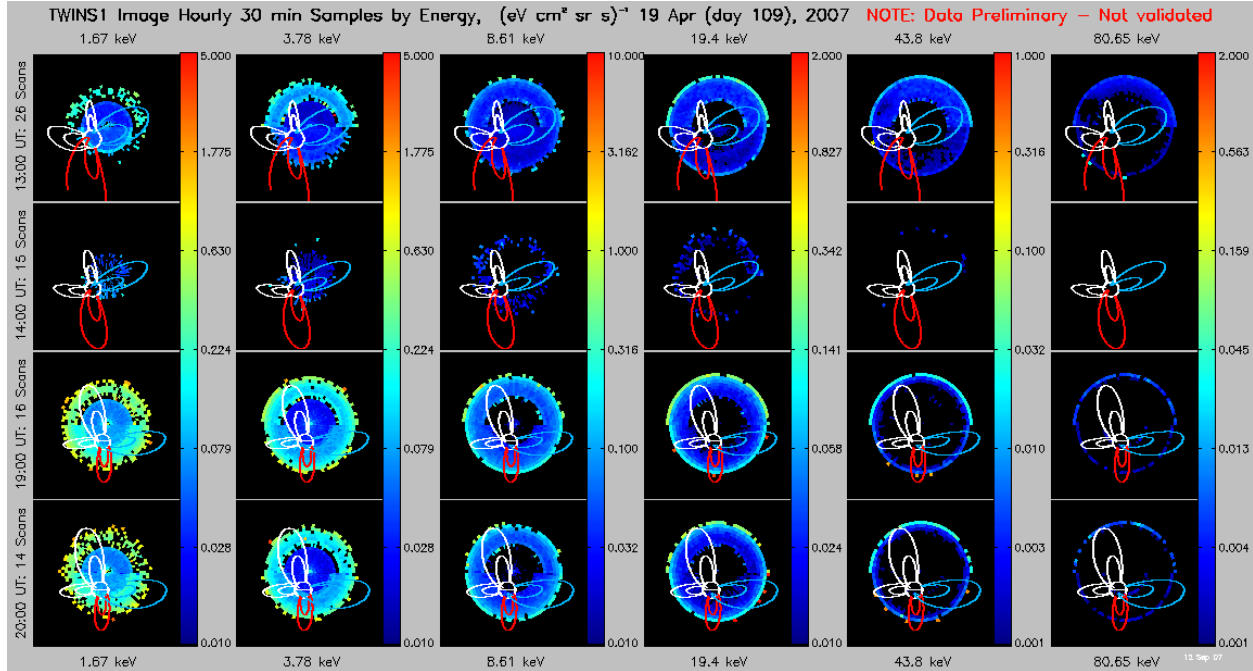 TWINS1 Image Hourly 30 min Samples by Energy, (eV cm² sr s)⁻¹ 19 Apr (day 109), 2007 NOTE: Data Preliminary – Not validated
1.67 keV 3.78 keV 8.61 keV 19.4 keV 43.8 keV 80.65 keV
13:00 UT: 26 Scans
5.000 5.000 10.000 2.000 1.000 2.000
1.775 1.775 3.162 0.827 0.316 0.563
14:00 UT: 15 Scans
0.630 0.630 1.000 0.342 0.100 0.159
0.224 0.224 0.316 0.141 0.032 0.045
19:00 UT: 16 Scans
0.079 0.079 0.100 0.058 0.010 0.013
20:00 UT: 14 Scans
0.028 0.028 0.032 0.024 0.003 0.004
0.010 0.010 0.010 0.010 0.001 0.001
1.67 keV 3.78 keV 8.61 keV 19.4 keV 43.8 keV 80.65 keV
Sep 07